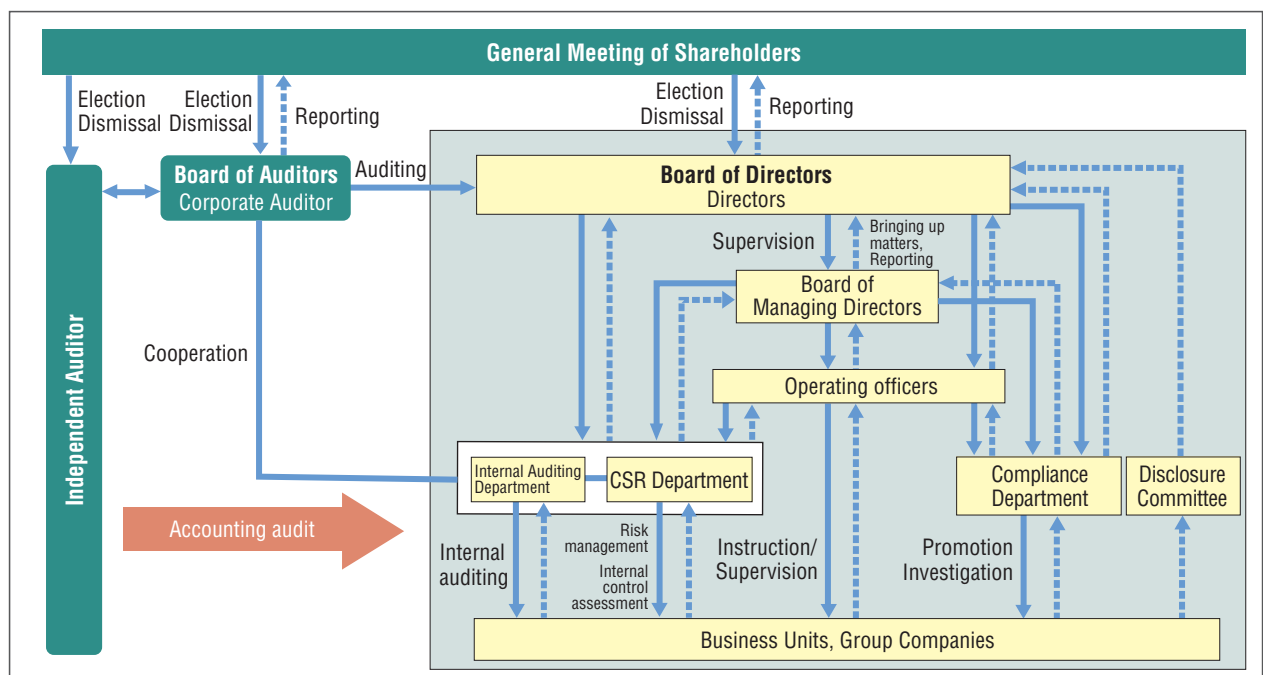 General Meeting of Shareholders
Election
Dismissal
Election
Dismissal
Reporting
Election
Dismissal
Reporting
Independent Auditor
Board of Auditors
Corporate Auditor
Auditing
Board of Directors
Directors
Supervision
Bringing up
matters,
Reporting
Board of
Managing Directors
Cooperation
Operating officers
Internal Auditing
Department
CSR Department
Compliance
Department
Disclosure
Committee
Accounting audit
Internal
auditing
Risk
management
Internal
control
assessment
Instruction/
Supervision
Promotion
Investigation
Business Units, Group Companies